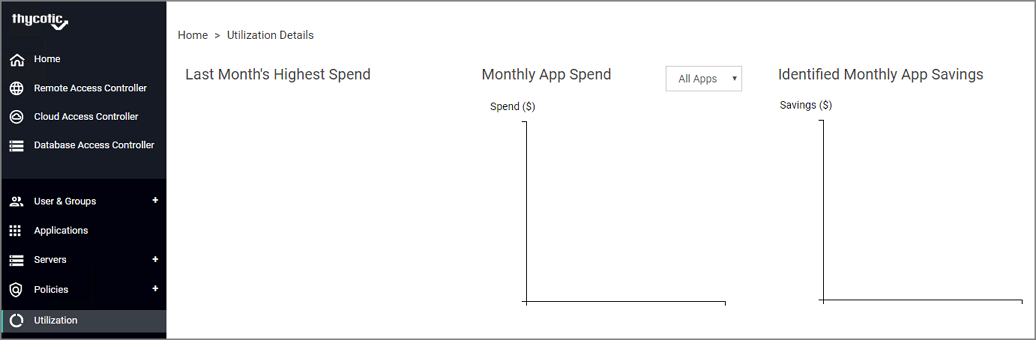 thycotic
Home
Remote Access Controller
Cloud Access Controller
Database Access Controller
User & Groups +
Applications
Servers +
Policies +
Utilization
Home > Utilization Details
Last Month's Highest Spend
Monthly App Spend
All Apps
Spend ($)
Identified Monthly App Savings
Savings ($)